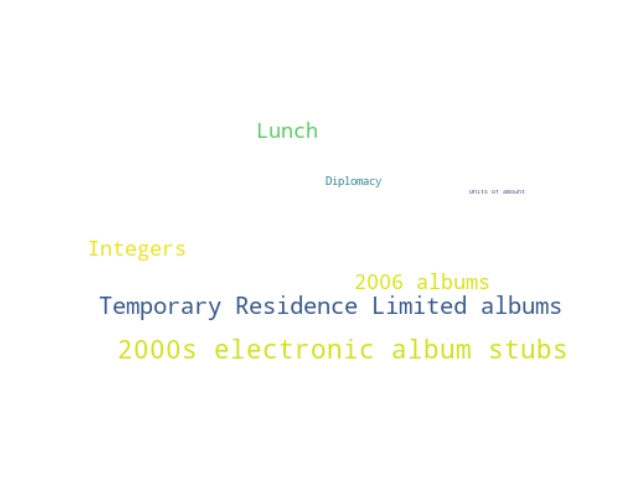 Lunch
Diplomacy
Units of amount
Integers
2006 albums
Temporary Residence Limited albums
2000s electronic album stubs